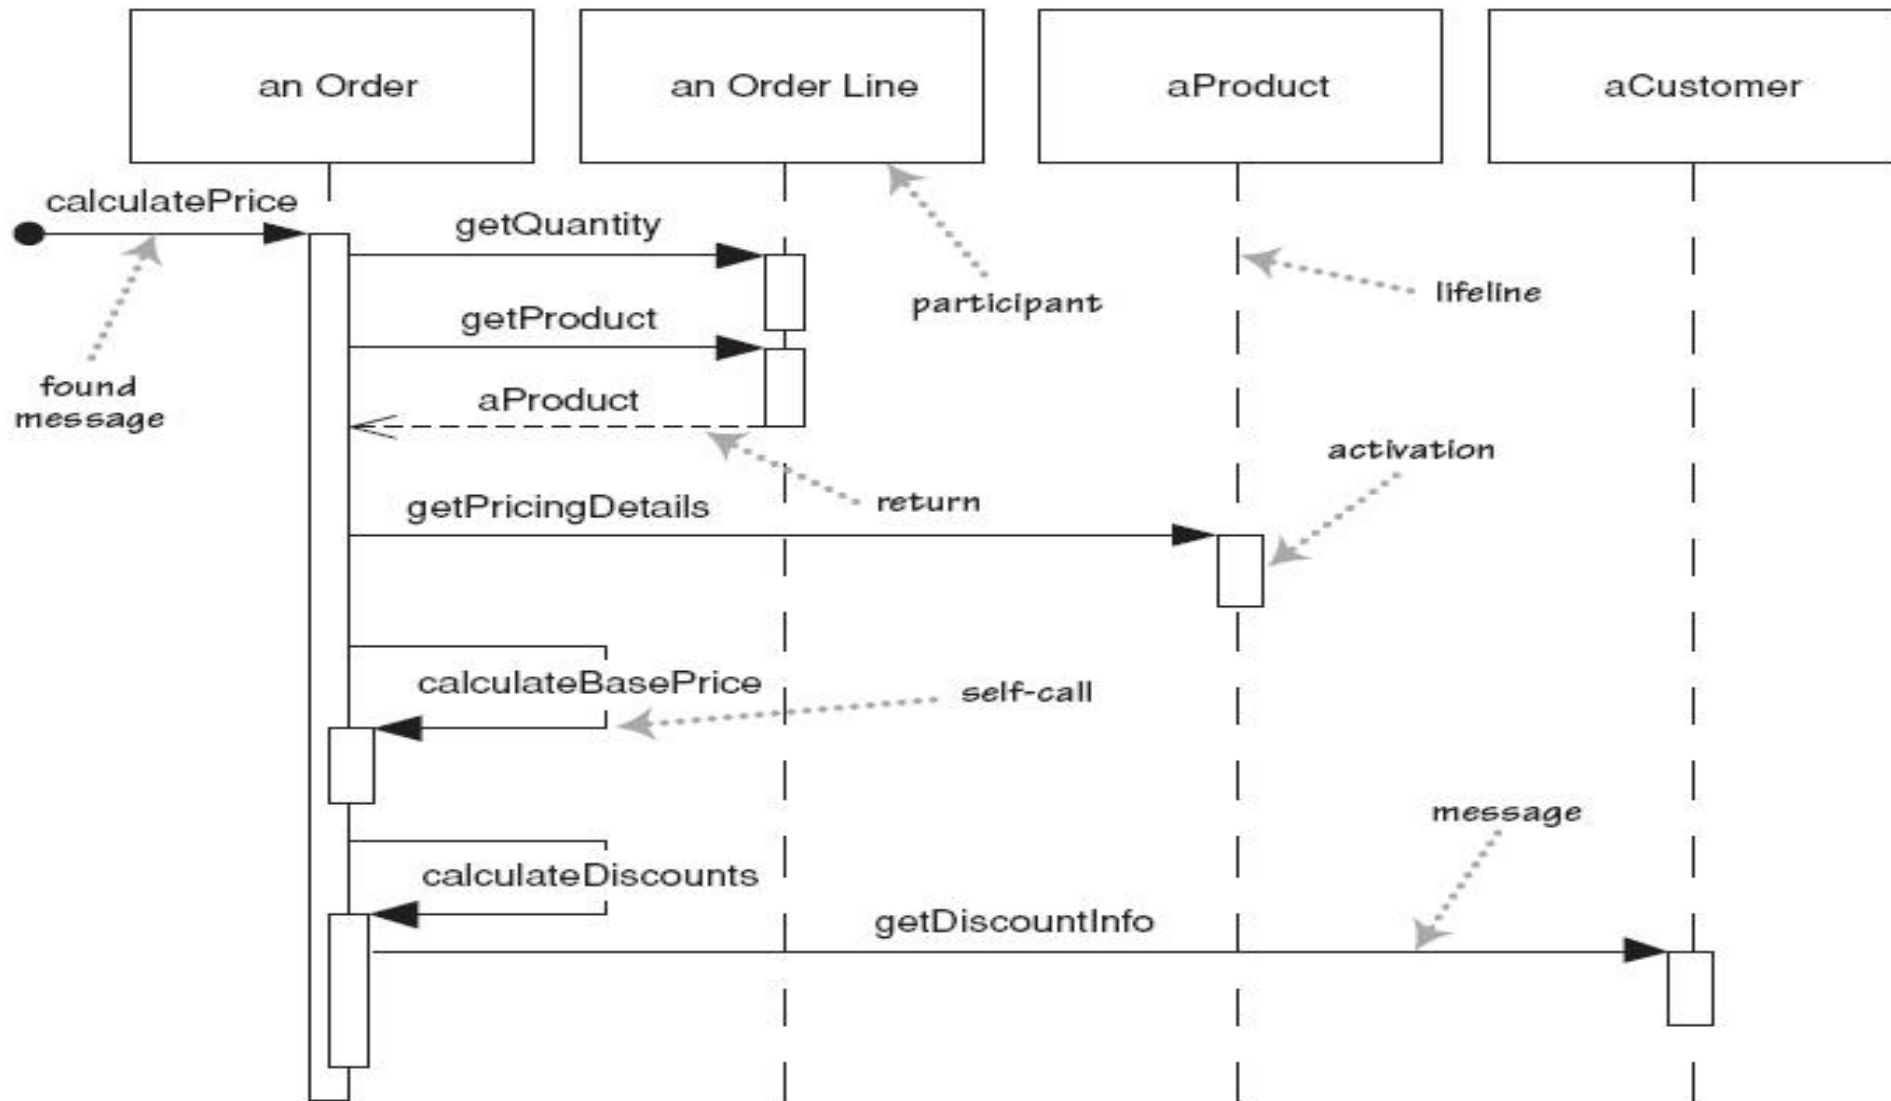 an Order
an Order Line
aProduct
aCustomer
calculatePrice
getQuantity
participant
lifeline
getProduct
found
message
aProduct
activation
return
getPricingDetails
calculateBasePrice
self-call
message
calculateDiscounts
getDiscountInfo